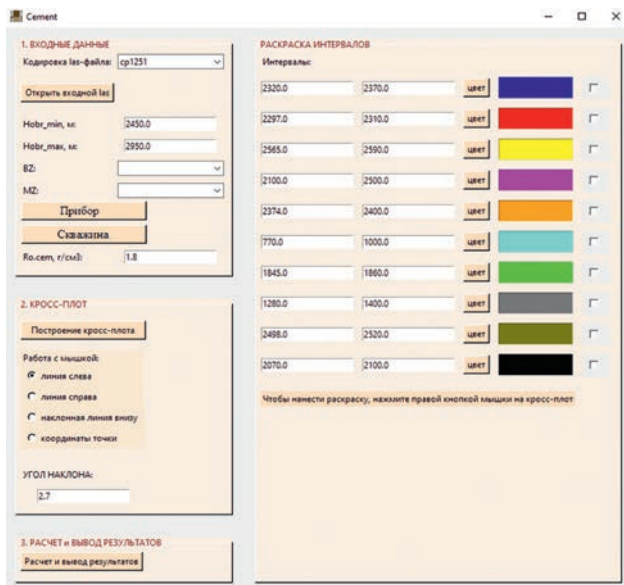 Cement
1. ВХОДНЫЕ ДАННЫЕ
Кодировка las-файла: cp1251
Открыть входной las
Hobr_min, м: 2450.0
Hobr_max, м: 2950.0
BZ:
MZ:
Прибор
Скважина
Ro.cem, г/см3: 1.8
2. КРОСС-ПЛОТ
Построение кросс-плота
Работа с мышкой:
линия слева
линия справа
наклонная линия внизу
координаты точки
УГОЛ НАКЛОНА:
2.7
3. РАСЧЕТ и ВЫВОД РЕЗУЛЬТАТОВ
Расчет и вывод результатов
РАСКРАСКА ИНТЕРВАЛОВ
Интервалы:
2320.0 2370.0 цвет
2297.0 2310.0 цвет
2565.0 2590.0 цвет
2100.0 2500.0 цвет
2374.0 2400.0 цвет
770.0 1000.0 цвет
1845.0 1860.0 цвет
1280.0 1400.0 цвет
2498.0 2520.0 цвет
2070.0 2100.0 цвет
Чтобы нанести раскраску, нажмите правой кнопкой мышки на кросс-плот